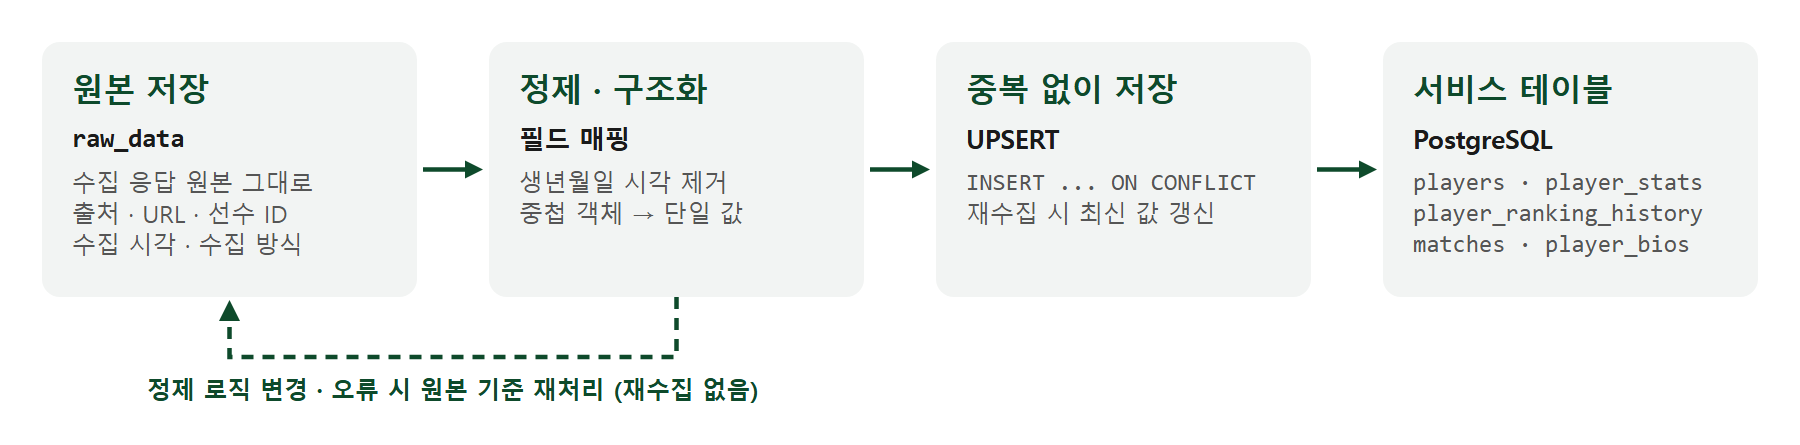 원본 저장
raw_data
수집 응답 원본 그대로
출처 · URL · 선수 ID
수집 시각 · 수집 방식
정제 · 구조화
필드 매핑
생년월일 시각 제거
중첩 객체 → 단일 값
중복 없이 저장
UPSERT
INSERT ... ON CONFLICT
재수집 시 최신 값 갱신
서비스 테이블
PostgreSQL
players · player_stats
player_ranking_history
matches · player_bios
정제 로직 변경 · 오류 시 원본 기준 재처리 (재수집 없음)